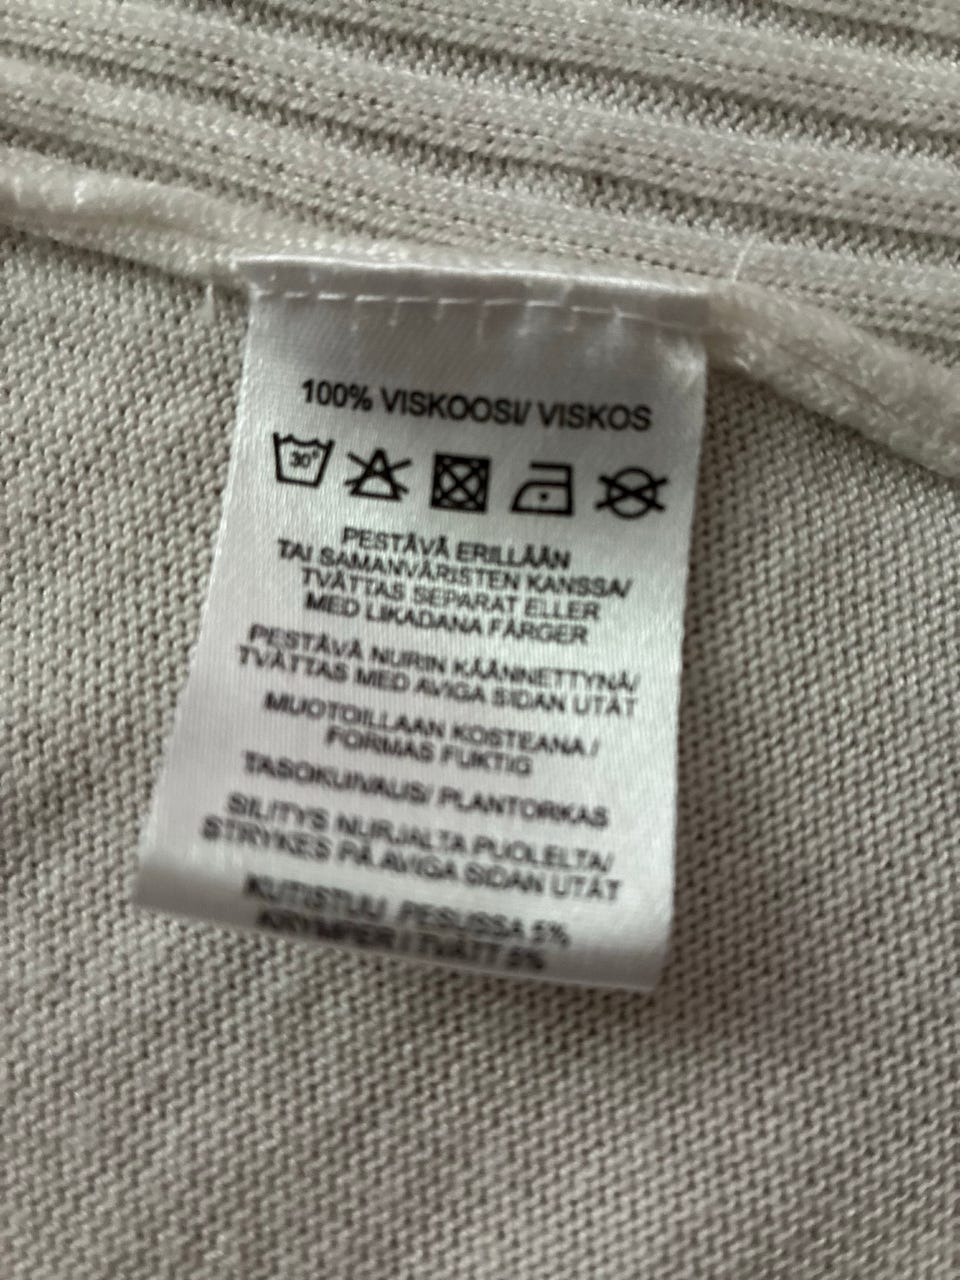 100% VISKOOSI/ VISKOS
30°
PESTÄVÄ ERILLÄÄN
TAI SAMANVÄRISTEN KANSSA/
TVÄTTAS SEPARAT ELLER
MED LIKADANA FÄRGER
PESTÄVÄ NURIN KÄÄNNETTYNÄ/
TVÄTTAS MED AVIGA SIDAN UTÅT
MUOTOILLAAN KOSTEANA /
FORMAS FUKTIG
TASOKUIVAUS/ PLANTORKAS
SILITYS NURJALTA PUOLELTA/
STRYKES PÅ AVIGA SIDAN UTÅT
KUTISTUU PESUSSA 5%
KRYMPER I TVÄTT 5%